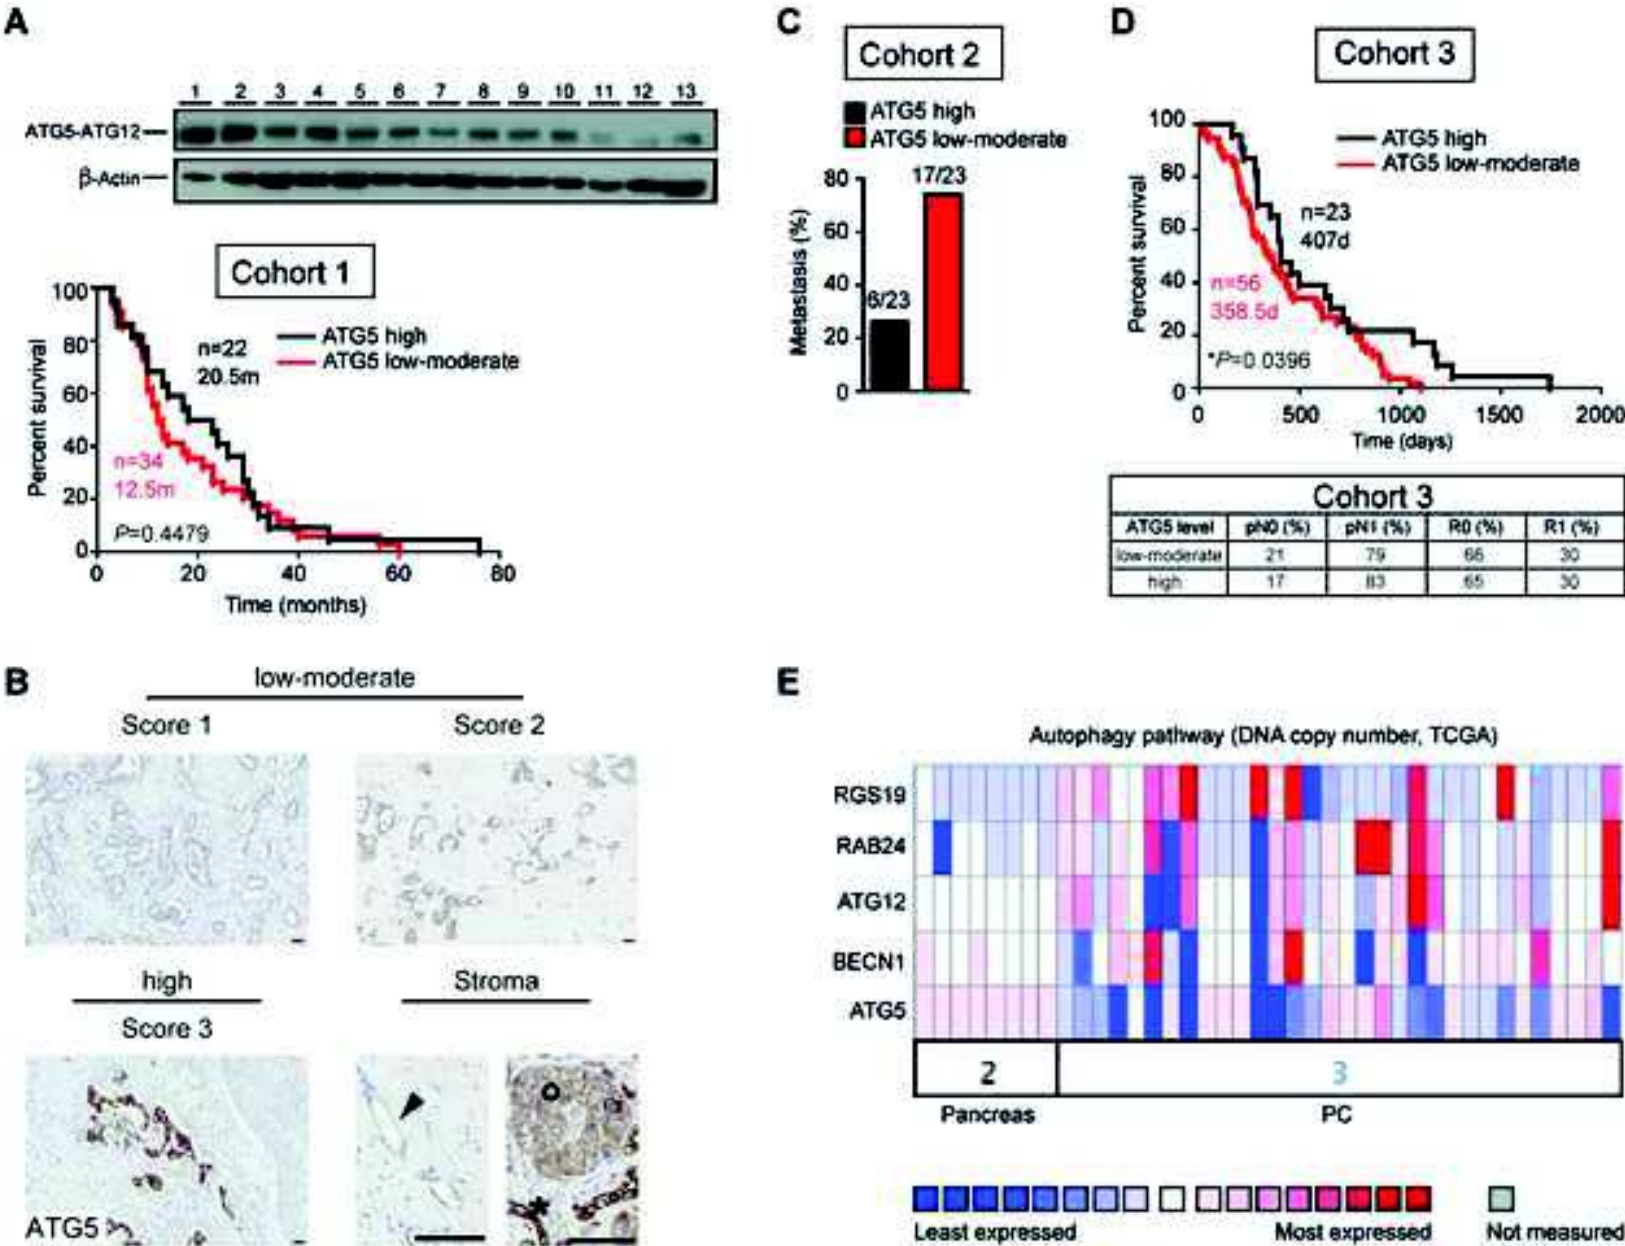 A
1 2 3 4 5 6 7 8 9 10 11 12 13
ATG5-ATG12
β-Actin
Cohort 1
Percent survival
100
80
60
40
20
0
n=22
20.5m
ATG5 high
ATG5 low-moderate
n=34
12.5m
P=0.4479
0 20 40 60 80
Time (months)
C
Cohort 2
ATG5 high
ATG5 low-moderate
Metastasis (%)
80
60
40
20
0
17/23
6/23
D
Cohort 3
Percent survival
100
80
60
40
20
0
ATG5 high
ATG5 low-moderate
n=23
407d
n=56
358.5d
*P=0.0396
0 500 1000 1500 2000
Time (days)
Cohort 3
ATG5 level pN0 (%) pN1 (%) R0 (%) R1 (%)
low-moderate 21 79 66 30
high 17 83 65 30
B
low-moderate
Score 1 Score 2
high Stroma
Score 3
ATG5
*
E
Autophagy pathway (DNA copy number, TCGA)
RGS19
RAB24
ATG12
BECN1
ATG5
2 3
Pancreas PC
Least expressed Most expressed Not measured